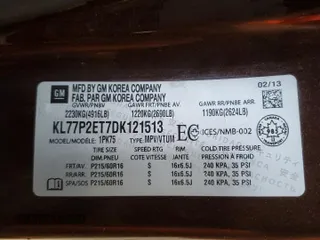 GM
MFD BY GM KOREA COMPANY
FAB. PAR GM KOREA COMPANY
02/13
GVWR/PNBV GAWR FRT/PNBE AV GAWR RR/PNBE ARR.
2230KG(4916LB) 1220KG(2690LB) 1190KG(2624LB)
KL77P2ET7DK121513 EC ICES/NMB-002
MODEL/MODELE: 1PK75 TYPE: MPV/VTUM
TIRE SIZE SPEED RTG RIM COLD TIRE PRESSURE
DIM PNEU COTE VITESSE JANTE PRESSION À FROID
FRT/AV P215/60R16 S 16x6.5J 240 KPA, 35 PSI
RR/ARR P215/60R16 S 16x6.5J 240 KPA, 35 PSI
SPA/SOS P215/60R16 S 16x6.5J 240 KPA, 35 PSI